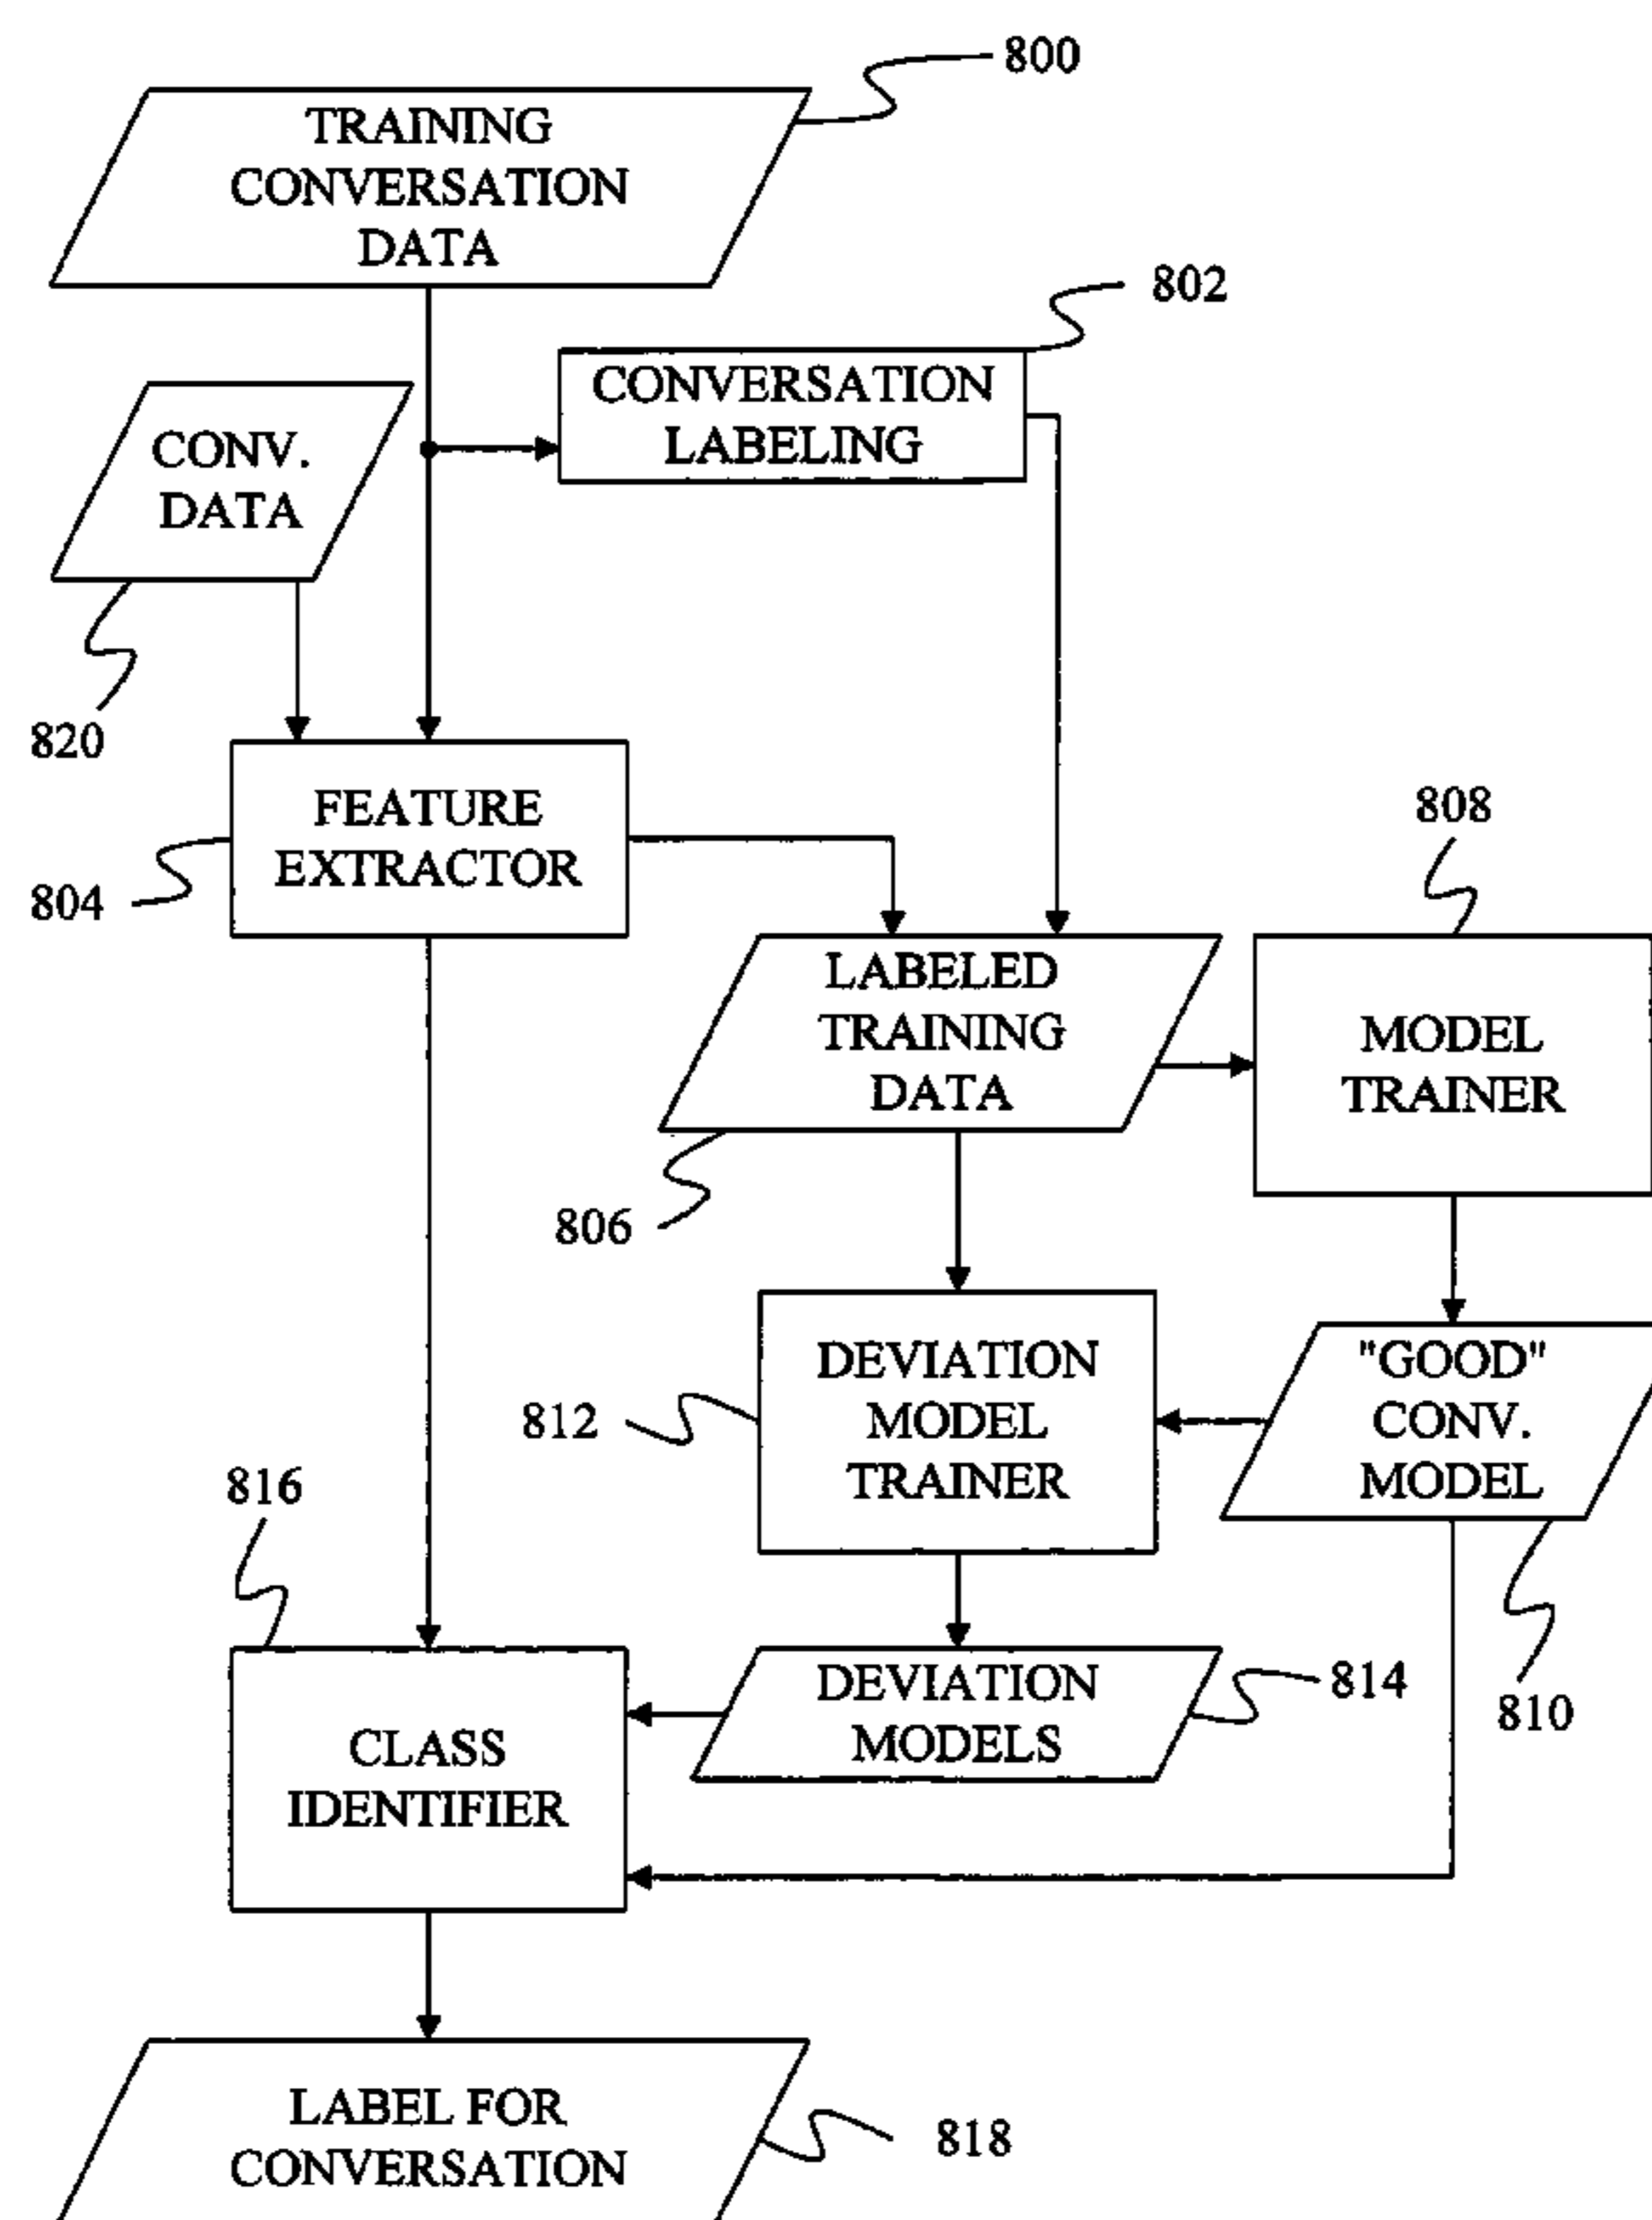 800
TRAINING
CONVERSATION
DATA
802
CONVERSATION
LABELING
CONV.
DATA
820
FEATURE
EXTRACTOR
804
808
LABELED
TRAINING
DATA
MODEL
TRAINER
806
DEVIATION
MODEL
TRAINER
812
"GOOD"
CONV.
MODEL
816
DEVIATION
MODELS
814
810
CLASS
IDENTIFIER
LABEL FOR
CONVERSATION
818